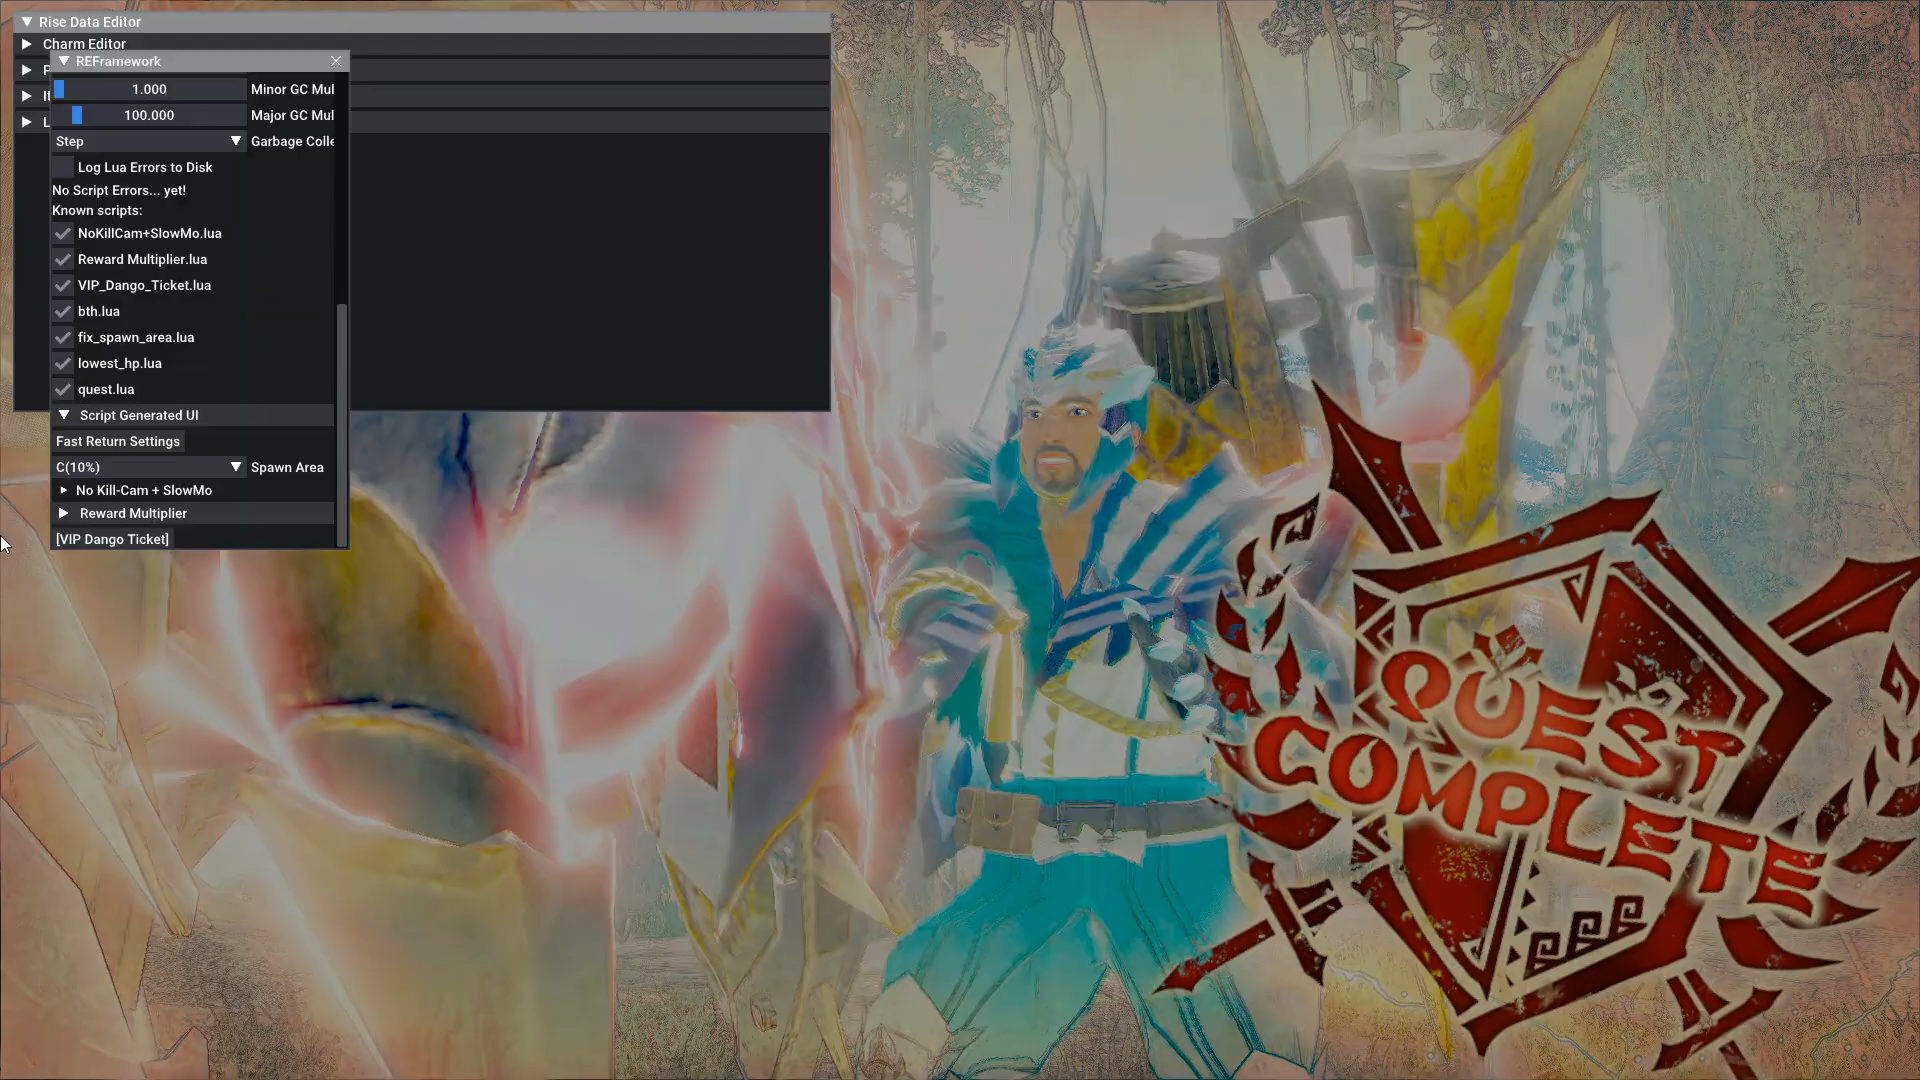 Rise Data Editor
Charm Editor
REFramework
P
1.000 Minor GC Mul
It
100.000 Major GC Mul
L
Step Garbage Colle
Log Lua Errors to Disk
No Script Errors... yet!
Known scripts:
NoKillCam+SlowMo.lua
Reward Multiplier.lua
VIP_Dango_Ticket.lua
bth.lua
fix_spawn_area.lua
lowest_hp.lua
quest.lua
Script Generated UI
Fast Return Settings
C(10%) Spawn Area
No Kill-Cam + SlowMo
Reward Multiplier
[VIP Dango Ticket]
QUEST
COMPLETE